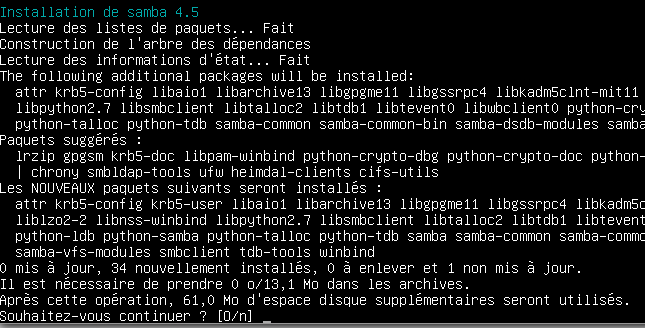 Installation de samba 4.5
Lecture des listes de paquets... Fait
Construction de l'arbre des dépendances
Lecture des informations d'état... Fait
The following additional packages will be installed:
attr krb5-config libaio1 libarchive13 libgpgme11 libgssrpc4 libkadm5clnt-mit11
libpython2.7 libsmbclient libtalloc2 libtdb1 libtevent0 libwbclient0 python-cry
python-talloc python-tdb samba-common samba-common-bin samba-dsdb-modules samba
Paquets suggérés :
lrzip gpgsm krb5-doc libpam-winbind python-crypto-dbg python-crypto-doc python-
| chrony smbldap-tools ufw heimdal-clients cifs-utils
Les NOUVEAUX paquets suivants seront installés :
attr krb5-config krb5-user libaio1 libarchive13 libgpgme11 libgssrpc4 libkadm5c
liblzo2-2 libnss-winbind libpython2.7 libsmbclient libtalloc2 libtdb1 libtevent
python-ldb python-samba python-talloc python-tdb samba samba-common samba-commo
samba-vfs-modules smbclient tdb-tools winbind
0 mis à jour, 34 nouvellement installés, 0 à enlever et 1 non mis à jour.
Il est nécessaire de prendre 0 o/13,1 Mo dans les archives.
Après cette opération, 61,0 Mo d'espace disque supplémentaires seront utilisés.
Souhaitez-vous continuer ? [O/n] _